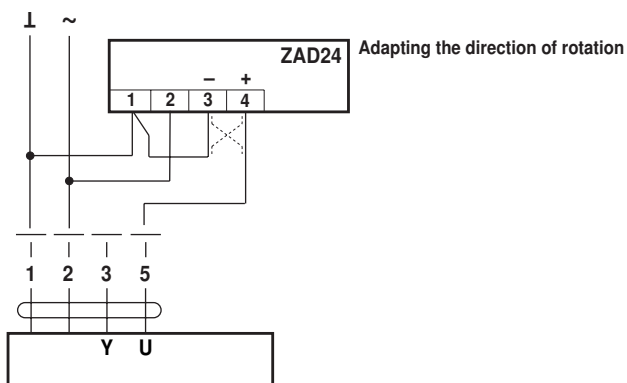 ⊥ ~
ZAD24
Adapting the direction of rotation
– +
1 2 3 4
1 2 3 5
Y U